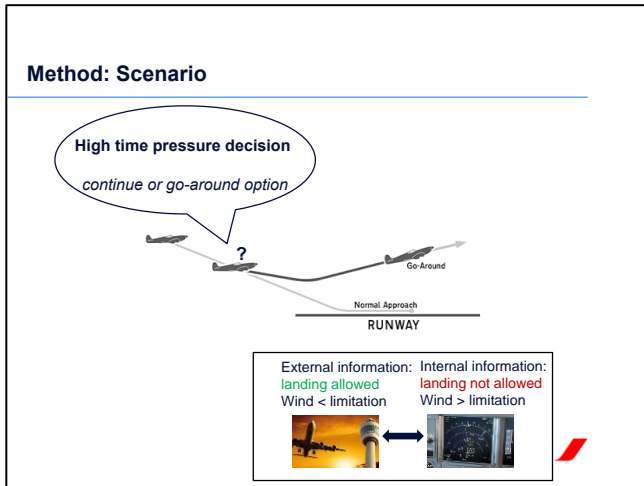 Method: Scenario
High time pressure decision
continue or go-around option
?
Go-Around
Normal Approach
RUNWAY
External information:
landing allowed
Wind < limitation
Internal information:
landing not allowed
Wind > limitation